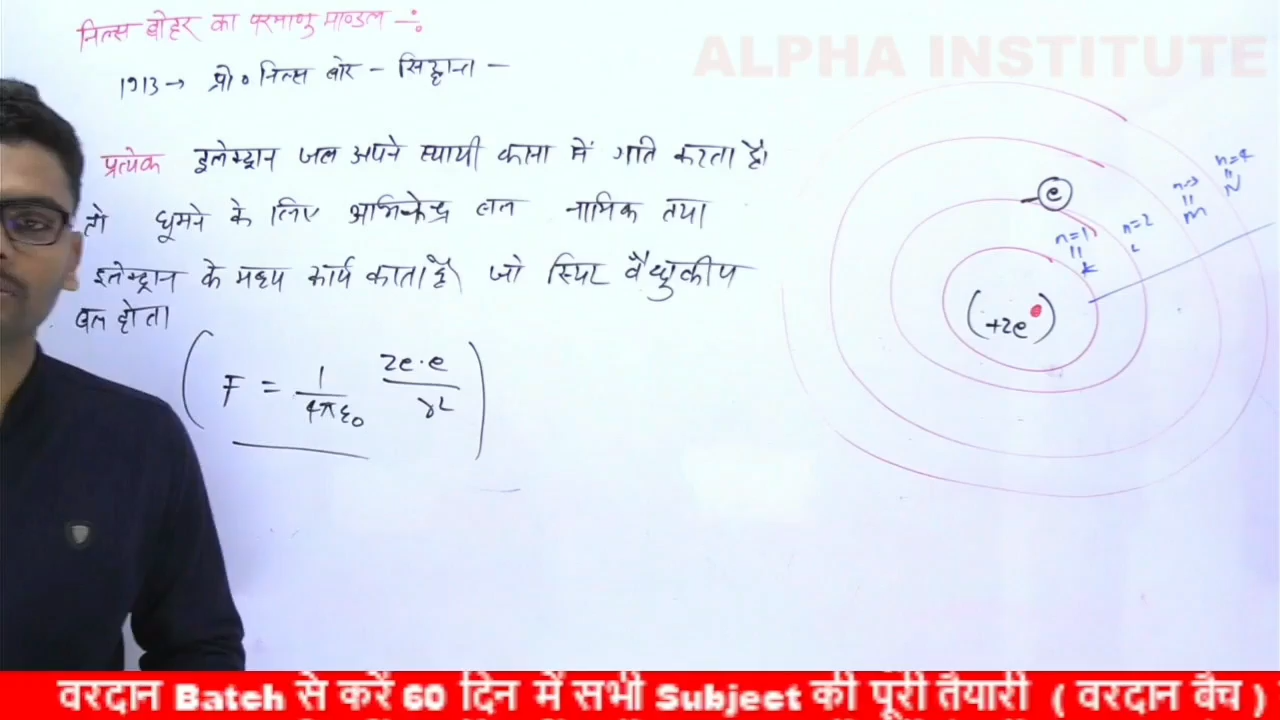 निल्स बोहर का परमाणु माण्डल -:
ALPHA INSTITUTE
1913→ प्रो० निल्स बोर - सिद्धान्त -
प्रत्येक इलेक्ट्रान जब अपने स्थायी कक्षा में गति करता है।
तो घूमने के लिए अभिकेन्द्र बल नाभिक तथा
इलेक्ट्रान के मध्य कार्य करता है। जो स्थिर वैधुतीय
बल होता
( F = 1/4πε₀ Ze·e/r² )
e
n=1
"
k
n=2
L
n=3
"
m
n=4
"
N
(+Ze)
वरदान Bateh से करें 60 दिन में सभी Subjeet की पूरी तैयारी ( वरदान वैच )